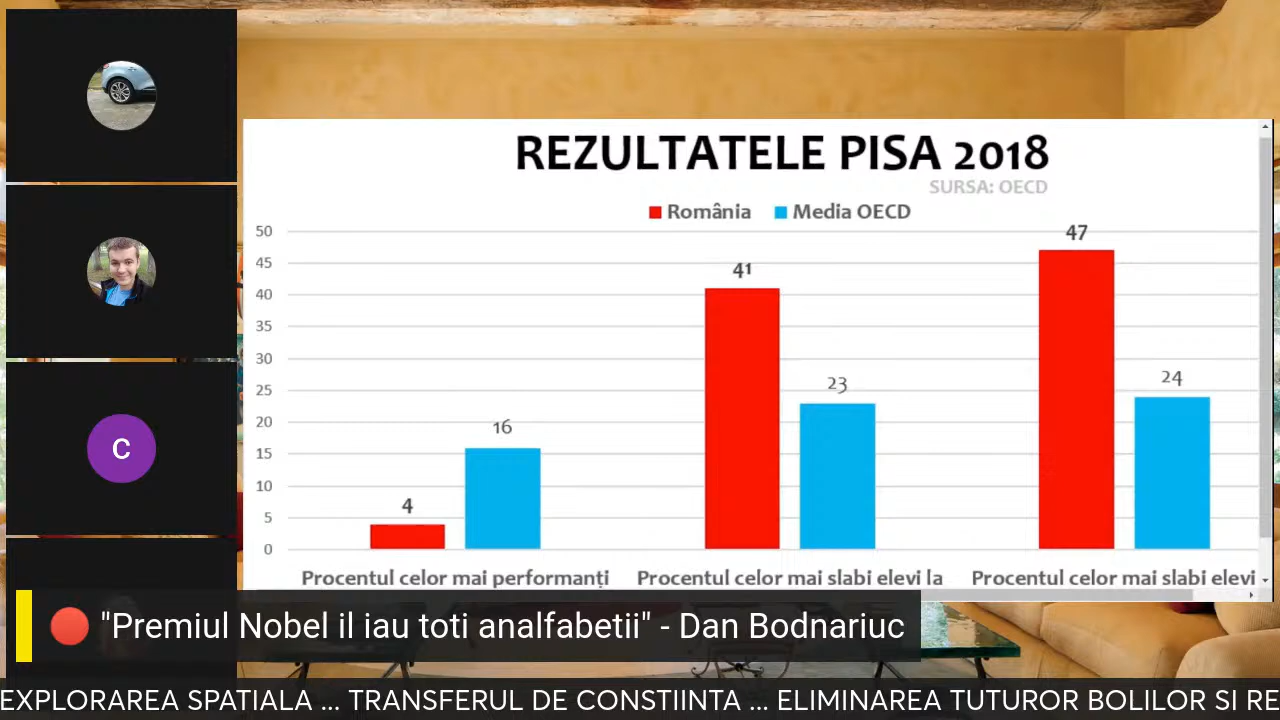 REZULTATELE PISA 2018
SURSA: OECD
România Media OECD
50
45
40
35
30
25
20
15
10
5
0
4
16
41
23
47
24
Procentul celor mai performanți
Procentul celor mai slabi elevi la
Procentul celor mai slabi elevi
C
"Premiul Nobel il iau toti analfabetii" - Dan Bodnariuc
EXPLORAREA SPATIALA ... TRANSFERUL DE CONSTIINTA ... ELIMINAREA TUTUROR BOLILOR SI RE